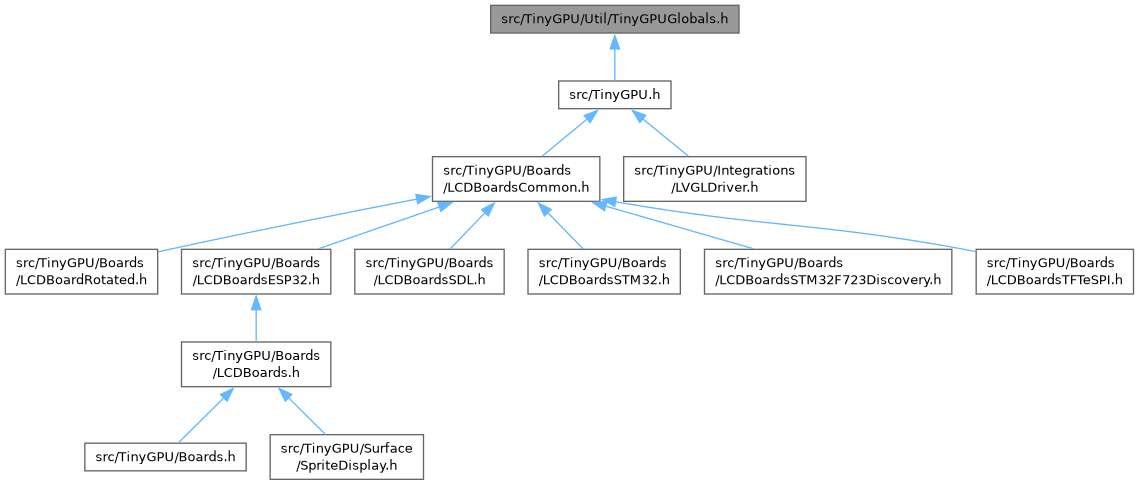 src/TinyGPU/Util/TinyGPUGlobals.h
src/TinyGPU.h
src/TinyGPU/Boards
/LCDBoardsCommon.h
src/TinyGPU/Integrations
/LVGLDriver.h
src/TinyGPU/Boards
/LCDBoardRotated.h
src/TinyGPU/Boards
/LCDBoardsESP32.h
src/TinyGPU/Boards
/LCDBoardsSDL.h
src/TinyGPU/Boards
/LCDBoardsSTM32.h
src/TinyGPU/Boards
/LCDBoardsSTM32F723Discovery.h
src/TinyGPU/Boards
/LCDBoardsTFTeSPI.h
src/TinyGPU/Boards
/LCDBoards.h
src/TinyGPU/Boards.h
src/TinyGPU/Surface
/SpriteDisplay.h